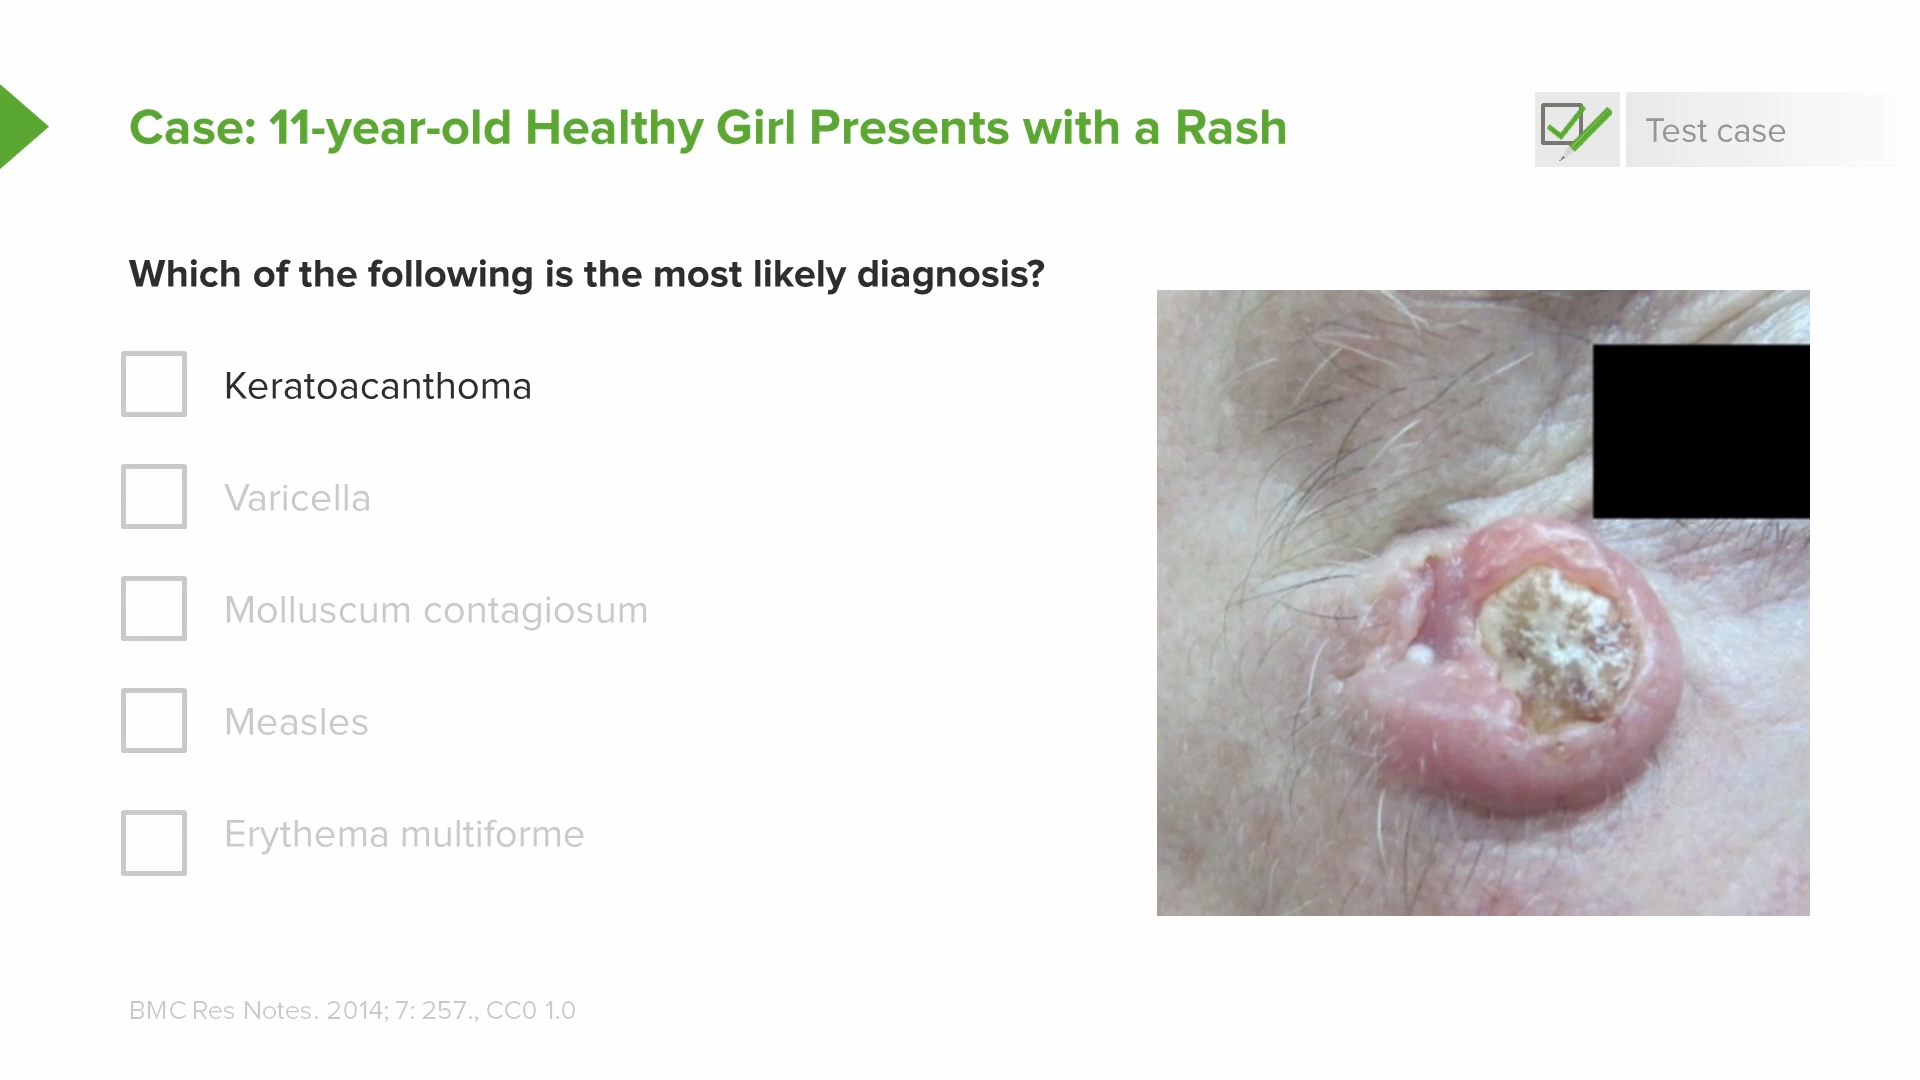 Case: 11-year-old Healthy Girl Presents with a Rash
Test case
Which of the following is the most likely diagnosis?
Keratoacanthoma
Varicella
Molluscum contagiosum
Measles
Erythema multiforme
BMC Res Notes. 2014; 7: 257., CC0 1.0